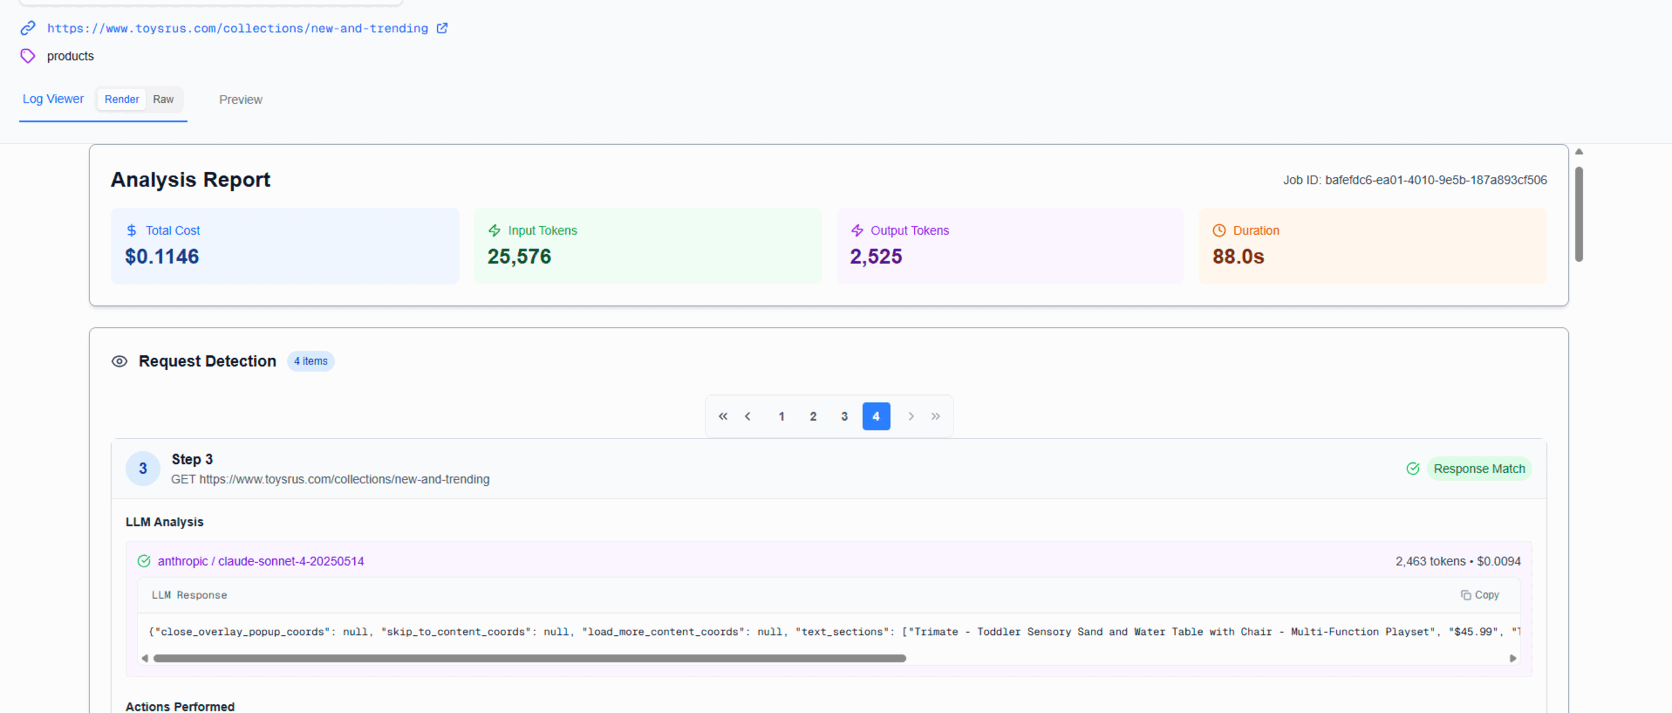 https://www.toysrus.com/collections/new-and-trending
products
Log Viewer Render Raw Preview
Analysis Report
Job ID: bafefdc6-ea01-4010-9e5b-187a893cf506
Total Cost
$0.1146
Input Tokens
25,576
Output Tokens
2,525
Duration
88.0s
Request Detection 4 items
« ‹ 1 2 3 4 › »
3
Step 3
GET https://www.toysrus.com/collections/new-and-trending
Response Match
LLM Analysis
anthropic / claude-sonnet-4-20250514
2,463 tokens • $0.0094
LLM Response
Copy
{"close_overlay_popup_coords": null, "skip_to_content_coords": null, "load_more_content_coords": null, "text_sections": ["Trimate - Toddler Sensory Sand and Water Table with Chair - Multi-Function Playset", "$45.99", "
Actions Performed